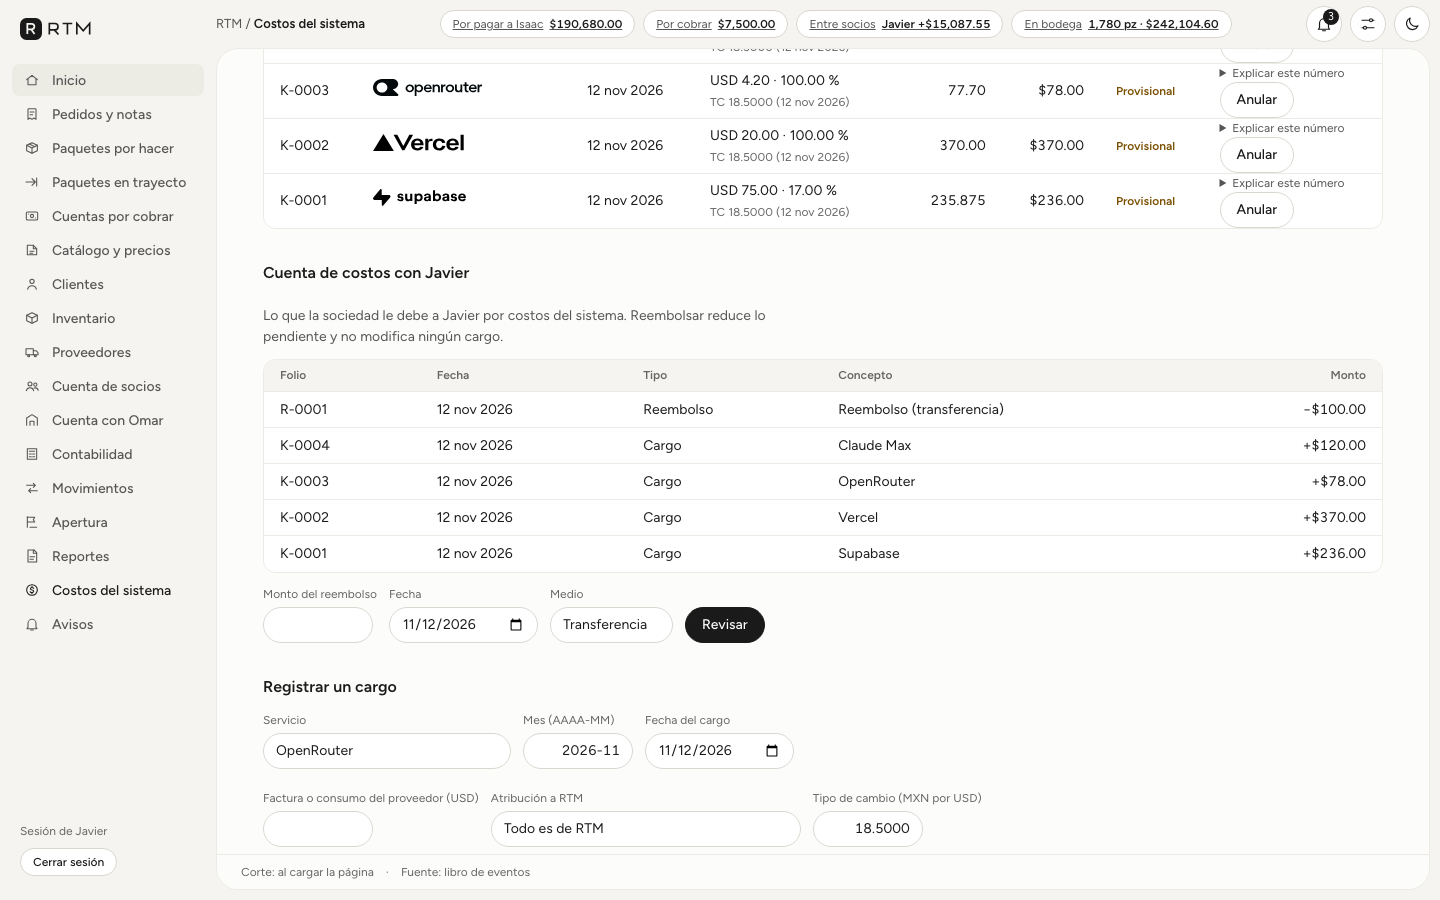 R RTM
RTM / Costos del sistema
Por pagar a Isaac $190,680.00
Por cobrar $7,500.00
Entre socios Javier +$15,087.55
En bodega 1,780 pz · $242,104.60
3
Inicio
Pedidos y notas
Paquetes por hacer
Paquetes en trayecto
Cuentas por cobrar
Catálogo y precios
Clientes
Inventario
Proveedores
Cuenta de socios
Cuenta con Omar
Contabilidad
Movimientos
Apertura
Reportes
Costos del sistema
Avisos
Sesión de Javier
Cerrar sesión
K-0003 openrouter 12 nov 2026 USD 4.20 · 100.00 % TC 18.5000 (12 nov 2026) 77.70 $78.00 Provisional ▶ Explicar este número Anular
K-0002 Vercel 12 nov 2026 USD 20.00 · 100.00 % TC 18.5000 (12 nov 2026) 370.00 $370.00 Provisional ▶ Explicar este número Anular
K-0001 supabase 12 nov 2026 USD 75.00 · 17.00 % TC 18.5000 (12 nov 2026) 235.875 $236.00 Provisional ▶ Explicar este número Anular
Cuenta de costos con Javier
Lo que la sociedad le debe a Javier por costos del sistema. Reembolsar reduce lo
pendiente y no modifica ningún cargo.
Folio Fecha Tipo Concepto Monto
R-0001 12 nov 2026 Reembolso Reembolso (transferencia) −$100.00
K-0004 12 nov 2026 Cargo Claude Max +$120.00
K-0003 12 nov 2026 Cargo OpenRouter +$78.00
K-0002 12 nov 2026 Cargo Vercel +$370.00
K-0001 12 nov 2026 Cargo Supabase +$236.00
Monto del reembolso Fecha Medio
11/12/2026 Transferencia Revisar
Registrar un cargo
Servicio Mes (AAAA-MM) Fecha del cargo
OpenRouter 2026-11 11/12/2026
Factura o consumo del proveedor (USD) Atribución a RTM Tipo de cambio (MXN por USD)
Todo es de RTM 18.5000
Corte: al cargar la página · Fuente: libro de eventos